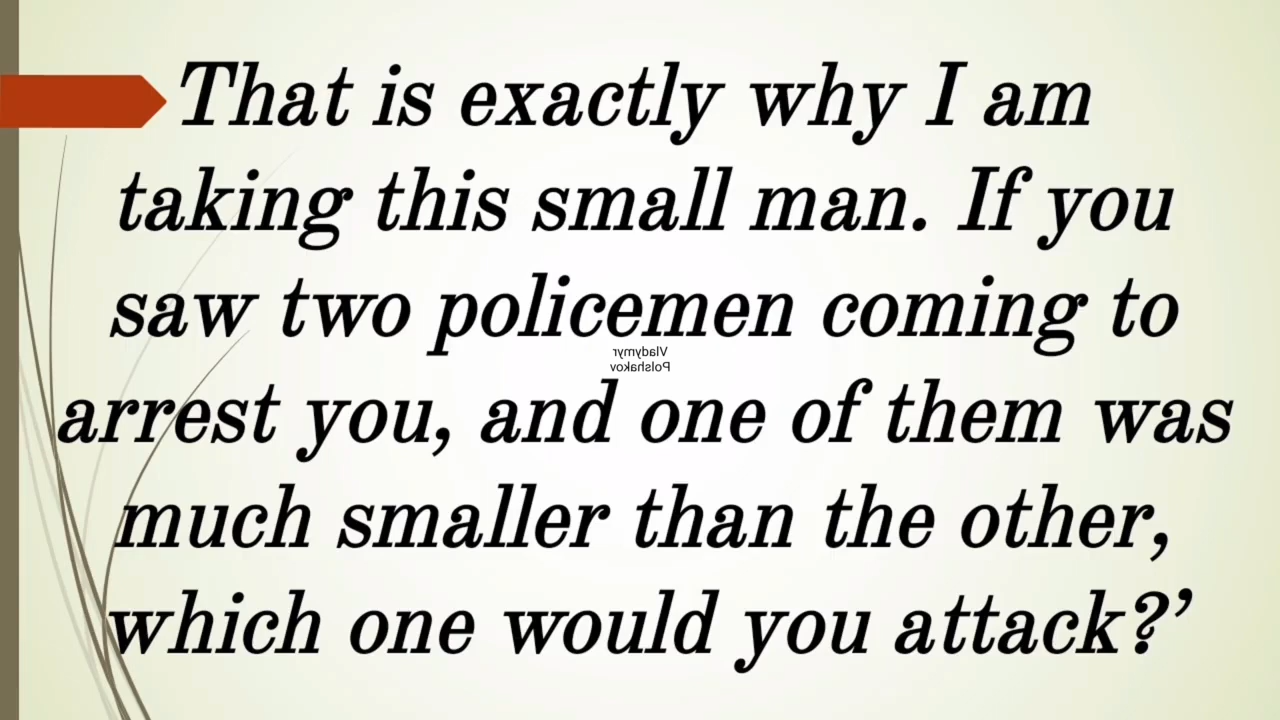 That is exactly why I am
taking this small man. If you
saw two policemen coming to
Vladymyr
Polshakov
arrest you, and one of them was
much smaller than the other,
which one would you attack?’